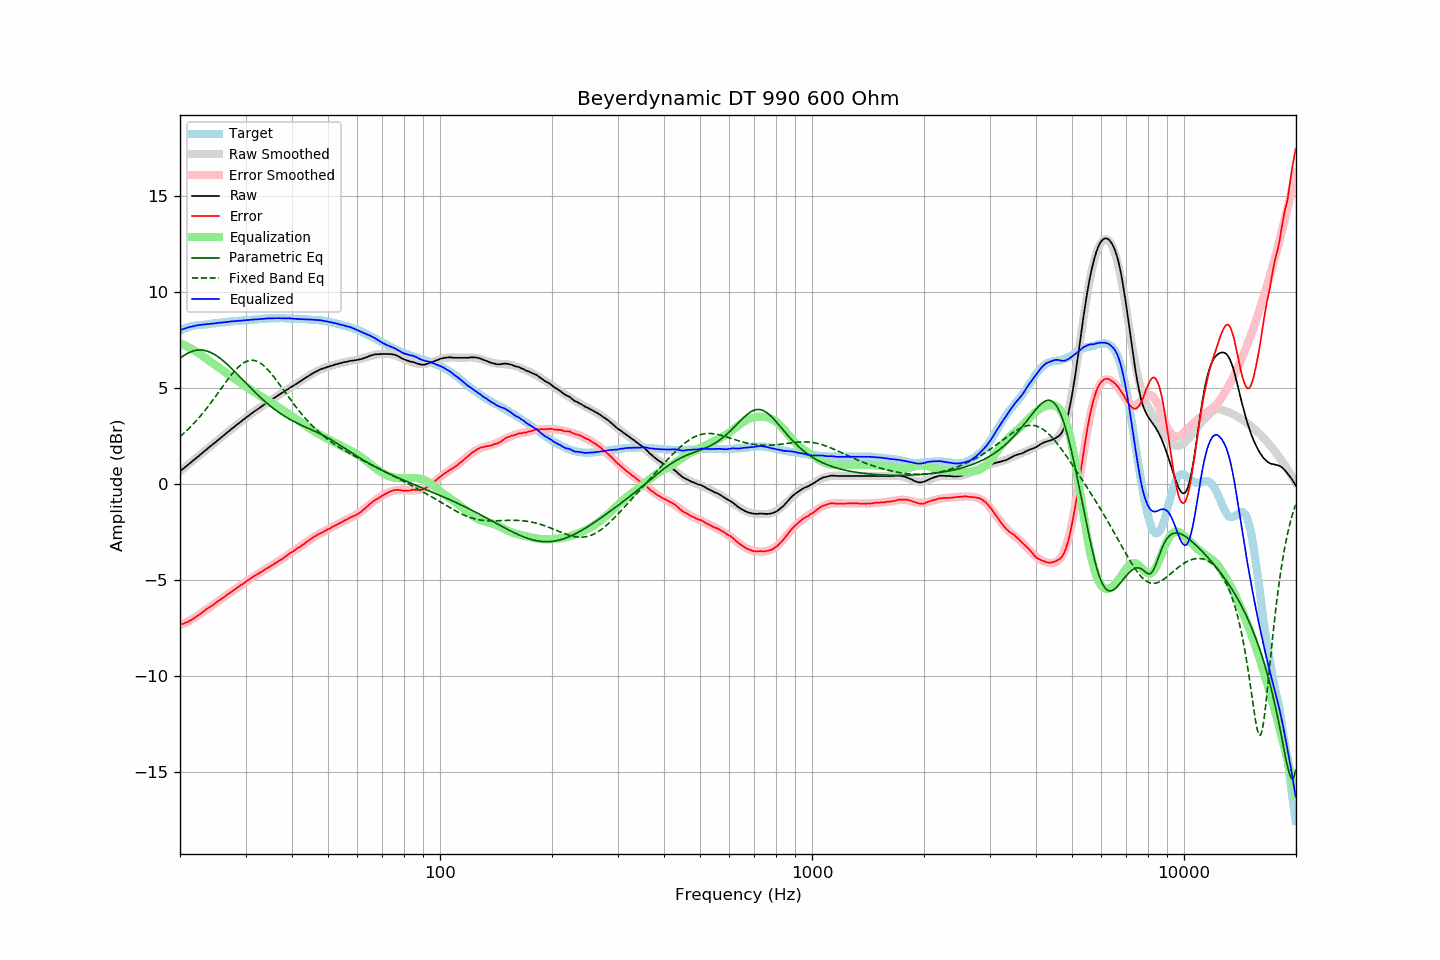 Beyerdynamic DT 990 600 Ohm
Target
Raw Smoothed
Error Smoothed
Raw
Error
Equalization
Parametric Eq
Fixed Band Eq
Equalized
15
10
5
0
−5
−10
−15
Amplitude (dBr)
100
1000
10000
Frequency (Hz)